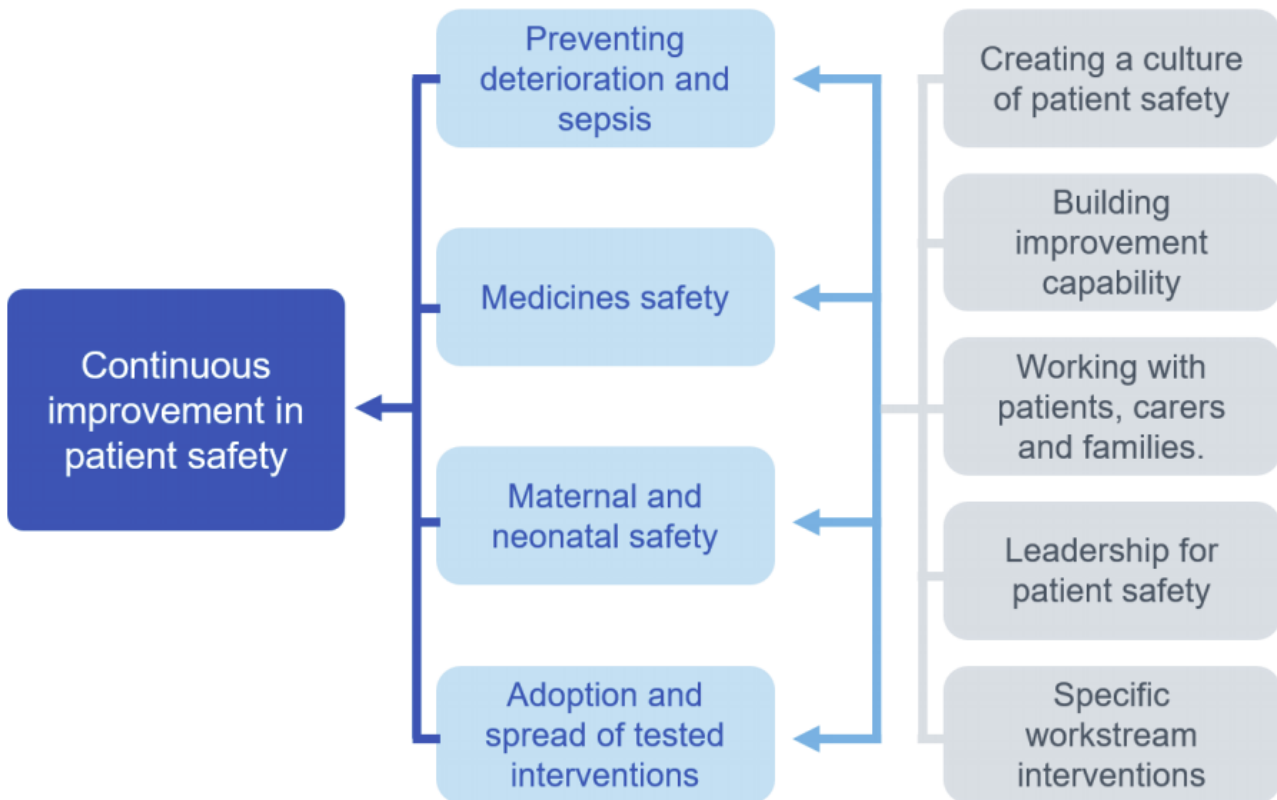 Continuous
improvement in
patient safety
Preventing
deterioration and
sepsis
Medicines safety
Maternal and
neonatal safety
Adoption and
spread of tested
interventions
Creating a culture
of patient safety
Building
improvement
capability
Working with
patients, carers
and families.
Leadership for
patient safety
Specific
workstream
interventions